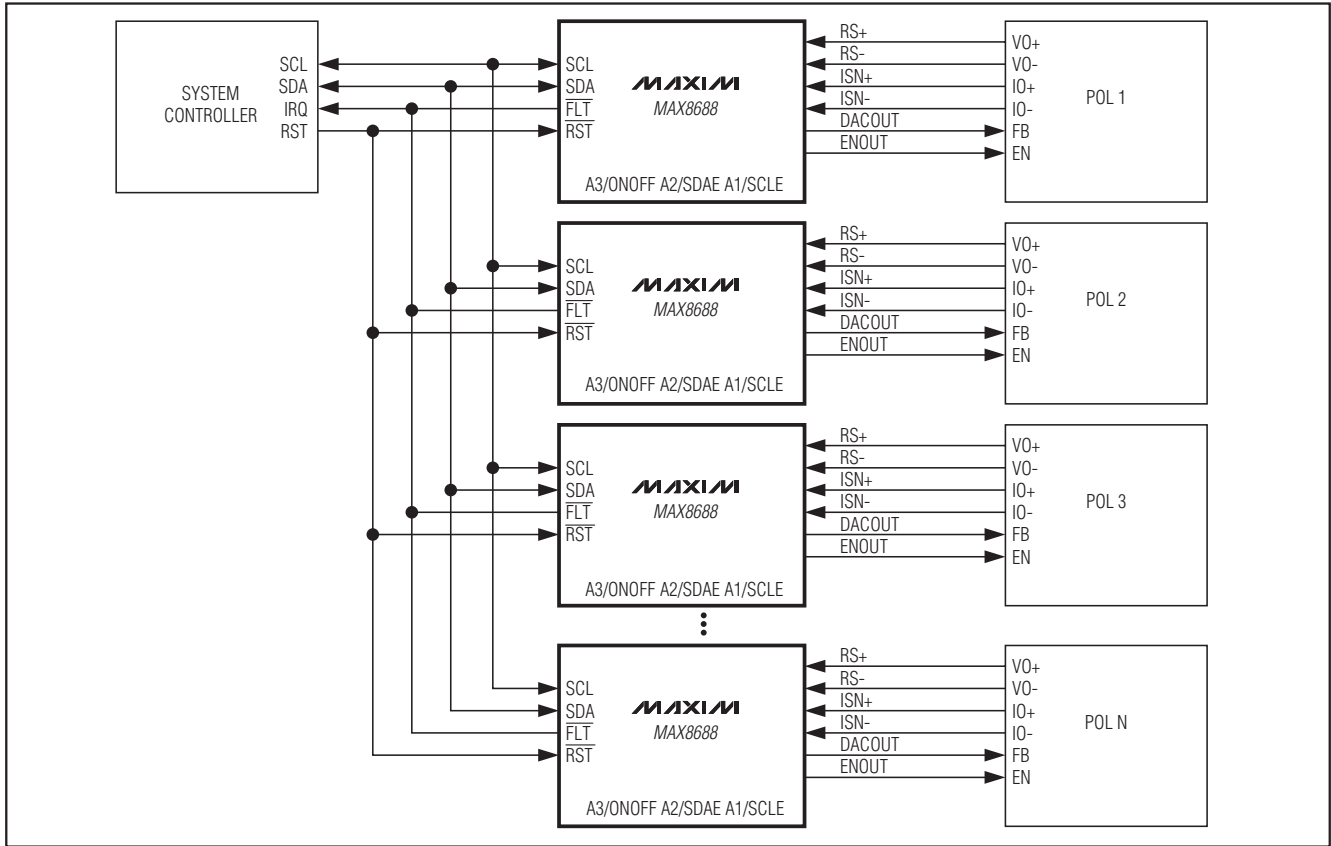 SYSTEM
CONTROLLER
SCL
SDA
IRQ
RST
SCL
SDA
FLT
RST
MAXIM
MAX8688
A3/ONOFF A2/SDAE A1/SCLE
RS+
RS-
ISN+
ISN-
DACOUT
ENOUT
VO+
VO-
IO+
IO-
FB
EN
POL 1
SCL
SDA
FLT
RST
MAXIM
MAX8688
A3/ONOFF A2/SDAE A1/SCLE
RS+
RS-
ISN+
ISN-
DACOUT
ENOUT
VO+
VO-
IO+
IO-
FB
EN
POL 2
SCL
SDA
FLT
RST
MAXIM
MAX8688
A3/ONOFF A2/SDAE A1/SCLE
RS+
RS-
ISN+
ISN-
DACOUT
ENOUT
VO+
VO-
IO+
IO-
FB
EN
POL 3
SCL
SDA
FLT
RST
MAXIM
MAX8688
A3/ONOFF A2/SDAE A1/SCLE
RS+
RS-
ISN+
ISN-
DACOUT
ENOUT
VO+
VO-
IO+
IO-
FB
EN
POL N